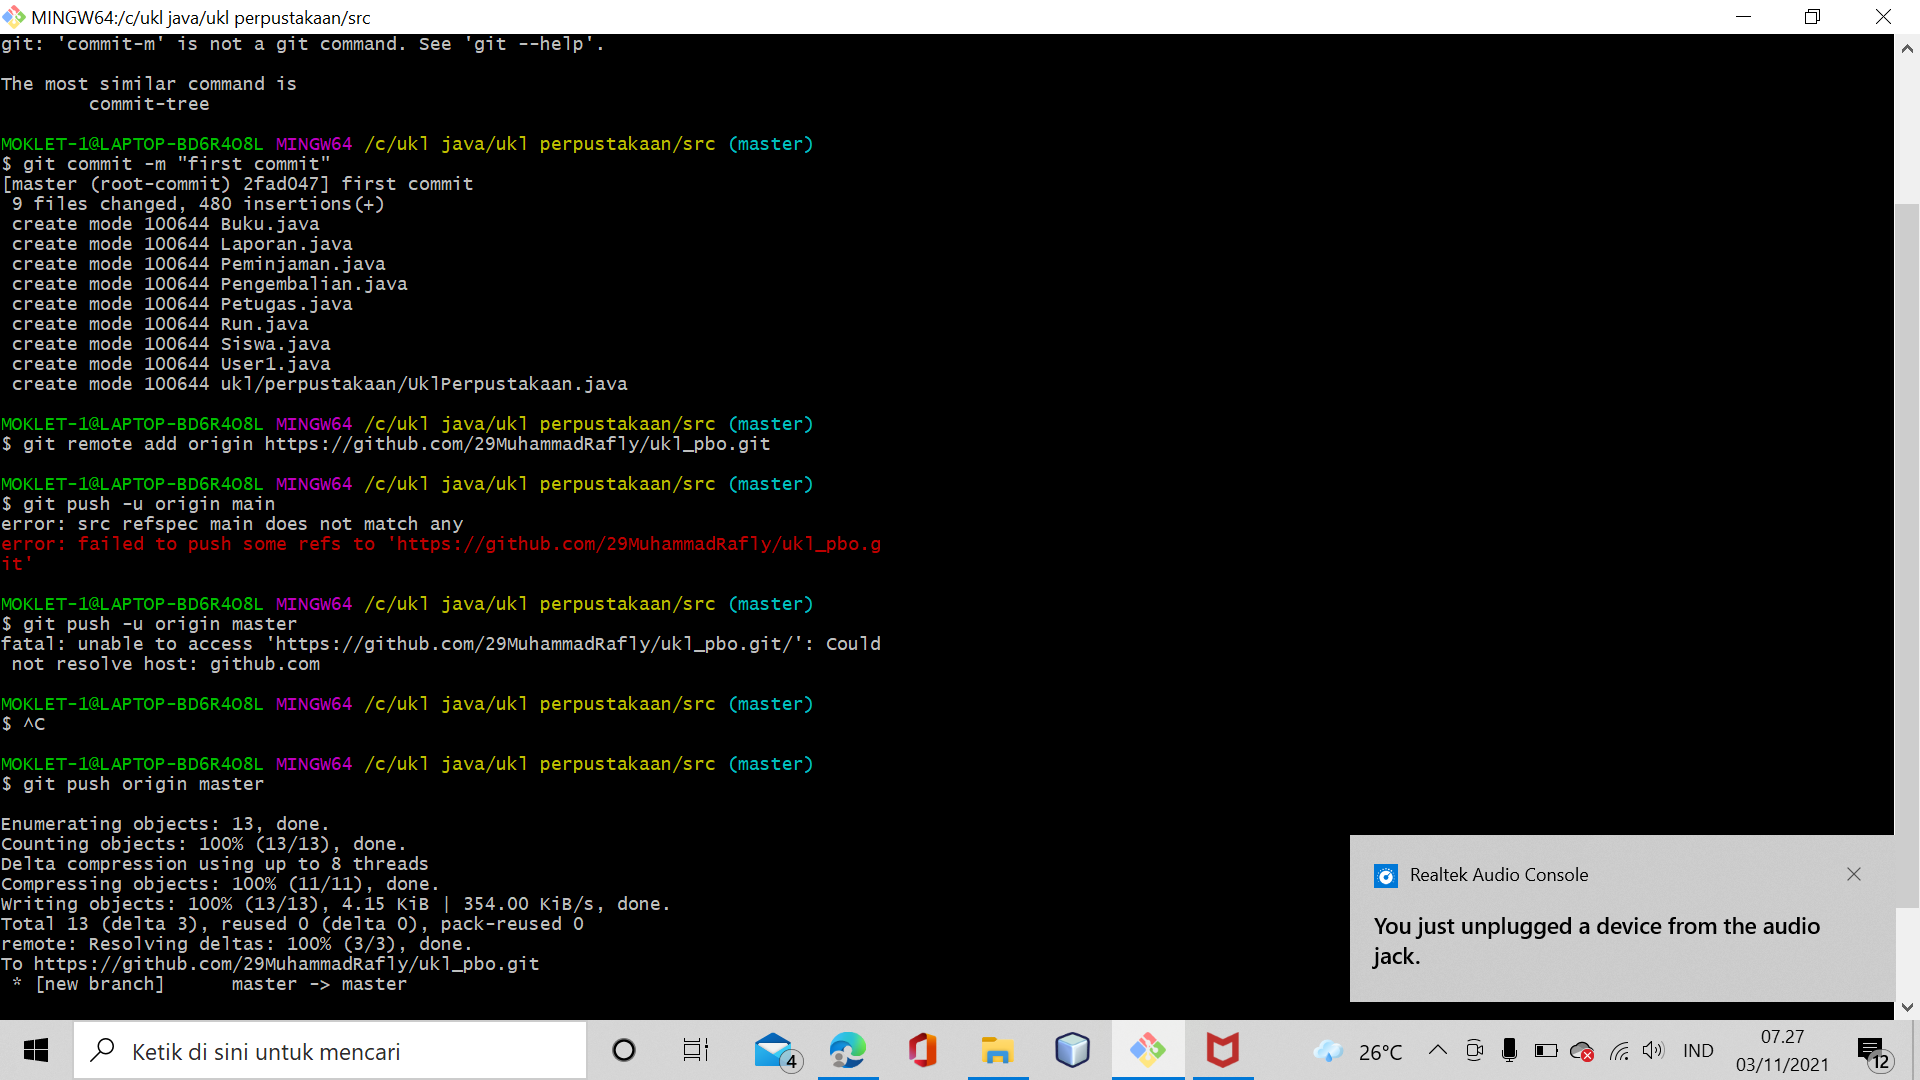 MINGW64:/c/ukl java/ukl perpustakaan/src
git: 'commit-m' is not a git command. See 'git --help'.
The most similar command is
commit-tree
MOKLET-1@LAPTOP-BD6R4O8L MINGW64 /c/ukl java/ukl perpustakaan/src (master)
$ git commit -m "first commit"
[master (root-commit) 2fad047] first commit
9 files changed, 480 insertions(+)
create mode 100644 Buku.java
create mode 100644 Laporan.java
create mode 100644 Peminjaman.java
create mode 100644 Pengembalian.java
create mode 100644 Petugas.java
create mode 100644 Run.java
create mode 100644 Siswa.java
create mode 100644 User1.java
create mode 100644 ukl/perpustakaan/UklPerpustakaan.java
MOKLET-1@LAPTOP-BD6R4O8L MINGW64 /c/ukl java/ukl perpustakaan/src (master)
$ git remote add origin https://github.com/29MuhammadRafly/ukl_pbo.git
MOKLET-1@LAPTOP-BD6R4O8L MINGW64 /c/ukl java/ukl perpustakaan/src (master)
$ git push -u origin main
error: src refspec main does not match any
error: failed to push some refs to 'https://github.com/29MuhammadRafly/ukl_pbo.g
it'
MOKLET-1@LAPTOP-BD6R4O8L MINGW64 /c/ukl java/ukl perpustakaan/src (master)
$ git push -u origin master
fatal: unable to access 'https://github.com/29MuhammadRafly/ukl_pbo.git/': Could
not resolve host: github.com
MOKLET-1@LAPTOP-BD6R4O8L MINGW64 /c/ukl java/ukl perpustakaan/src (master)
$ ^C
MOKLET-1@LAPTOP-BD6R4O8L MINGW64 /c/ukl java/ukl perpustakaan/src (master)
$ git push origin master
Enumerating objects: 13, done.
Counting objects: 100% (13/13), done.
Delta compression using up to 8 threads
Compressing objects: 100% (11/11), done.
Writing objects: 100% (13/13), 4.15 KiB | 354.00 KiB/s, done.
Total 13 (delta 3), reused 0 (delta 0), pack-reused 0
remote: Resolving deltas: 100% (3/3), done.
To https://github.com/29MuhammadRafly/ukl_pbo.git
* [new branch]      master -> master
Realtek Audio Console
You just unplugged a device from the audio
jack.
Ketik di sini untuk mencari
4
26°C
IND
07.27
03/11/2021
12